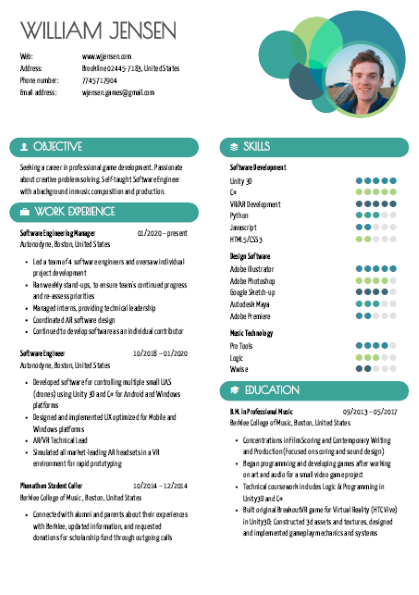 WILLIAM JENSEN
Web: www.wjjensen.com
Address: Brookline 02445-7183, United States
Phone number: 7745717904
Email address: wjensen.games@gmail.com
OBJECTIVE
Seeking a career in professional game development. Passionate
about creative problem solving. Self-taught Software Engineer
with a background in music composition and production.
WORK EXPERIENCE
Software Engineering Manager 01/2020 – present
Autonodyne, Boston, United States
• Led a team of 4 software engineers and oversaw individual
project development
• Ran weekly stand-ups, to ensure team's continued progress
and re-assess priorities
• Managed interns, providing technical leadership
• Coordinated AR software design
• Continued to develop software as an individual contributor
Software Engineer 10/2018 – 01/2020
Autonodyne, Boston, United States
• Developed software for controlling multiple small UAS
(drones) using Unity 3D and C# for Android and Windows
platforms
• Designed and implemented UX optimized for Mobile and
Windows platforms
• AR/VR Technical Lead
• Simulated all market-leading AR headsets in a VR
environment for rapid prototyping
Phonathon Student Caller 10/2014 – 12/2014
Berklee College of Music, Boston, United States
• Connected with alumni and parents about their experiences
with Berklee, updated information, and requested
donations for scholarship fund through outgoing calls
SKILLS
Software Development
Unity 3D
C#
VR/AR Development
Python
Javascript
HTML5/CSS3
Design Software
Adobe Illustrator
Adobe Photoshop
Google Sketch-up
Autodesk Maya
Adobe Premiere
Music Technology
Pro Tools
Logic
Wwise
EDUCATION
B.M. in Professional Music 09/2013 – 05/2017
Berklee College of Music, Boston, United States
• Concentrations in Film Scoring and Contemporary Writing
and Production (Focused on scoring and sound design)
• Began programming and developing games after working
on art and audio for a small video game project
• Technical coursework includes Logic & Programming in
Unity3D and C#
• Built original BreakoutVR game for Virtual Reality (HTC Vive)
in Unity3D; Constructed 3d assets and textures, designed
and implemented gameplay mechanics and systems